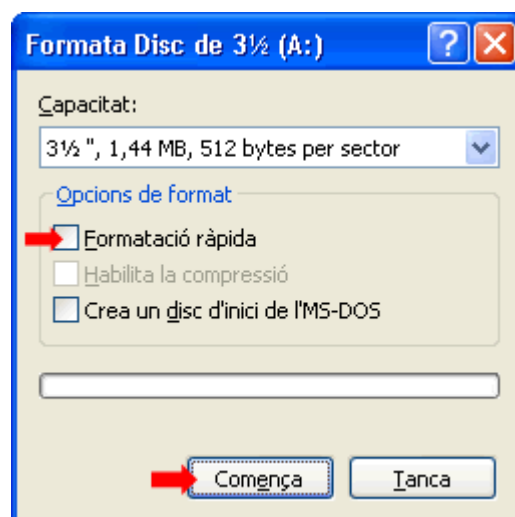 Formata Disc de 3½ (A:)
Capacitat:
3½ ", 1,44 MB, 512 bytes per sector
Opcions de format
Formatació ràpida
Habilita la compressió
Crea un disc d'inici de l'MS-DOS
Comença
Tanca